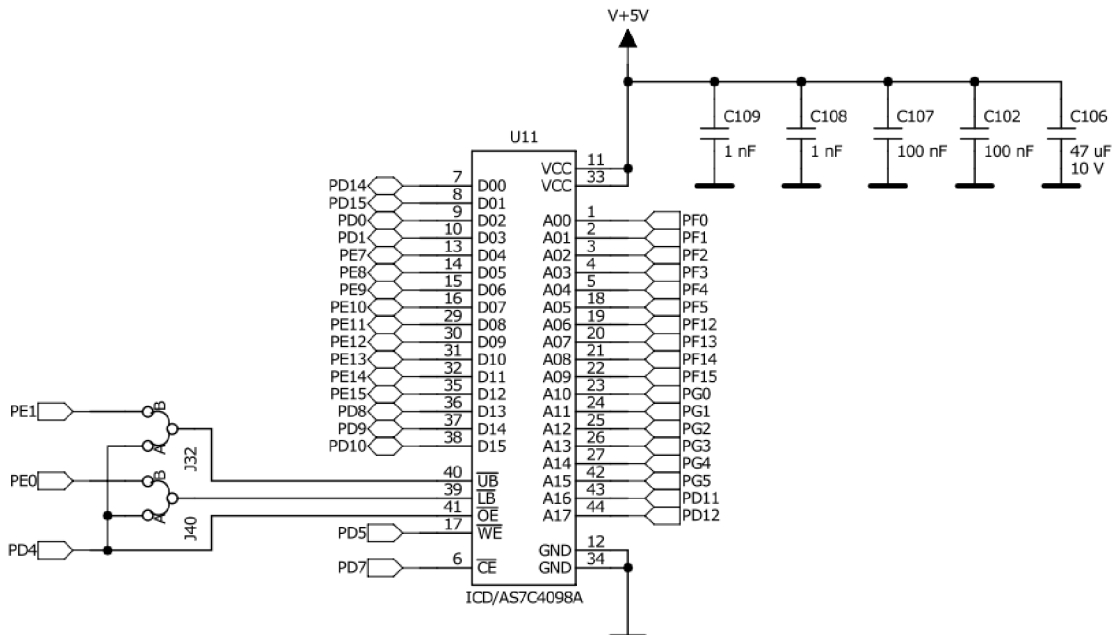 V+5V
C109
1 nF
C108
1 nF
C107
100 nF
C102
100 nF
C106
47 uF
10 V
U11
VCC 11
VCC 33
PD14 7 D00
PD15 8 D01
PD0 9 D02
PD1 10 D03
PE7 13 D04
PE8 14 D05
PE9 15 D06
PE10 16 D07
PE11 29 D08
PE12 30 D09
PE13 31 D10
PE14 32 D11
PE15 35 D12
PD8 36 D13
PD9 37 D14
PD10 38 D15
A00 1 PF0
A01 2 PF1
A02 3 PF2
A03 4 PF3
A04 5 PF4
A05 18 PF5
A06 19 PF12
A07 20 PF13
A08 21 PF14
A09 22 PF15
A10 23 PG0
A11 24 PG1
A12 25 PG2
A13 26 PG3
A14 27 PG4
A15 42 PG5
A16 43 PD11
A17 44 PD12
PE1
B
A
J32
PE0
B
A
J40
PD4
40 UB
39 LB
41 OE
PD5 17 WE
PD7 6 CE
GND 12
GND 34
ICD/AS7C4098A